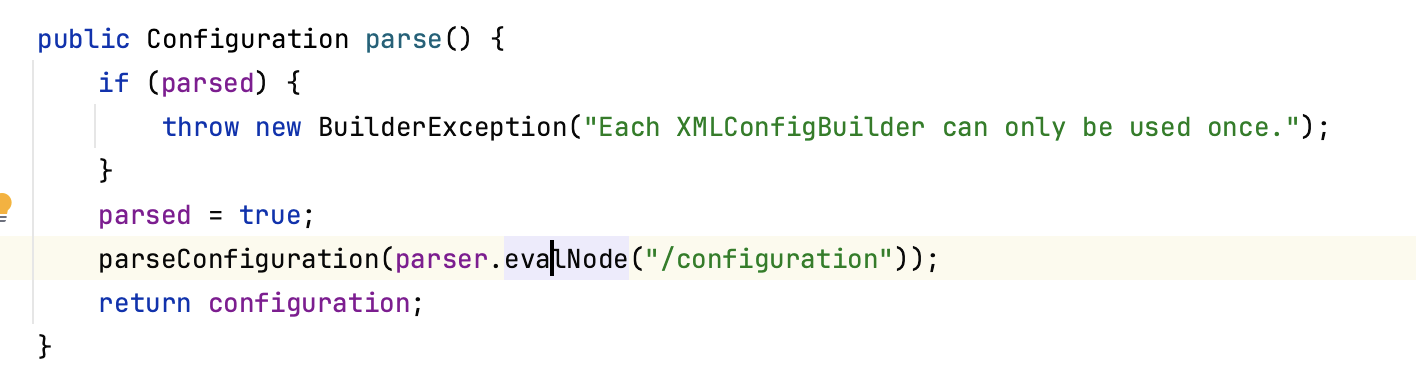 public Configuration parse() {
if (parsed) {
throw new BuilderException("Each XMLConfigBuilder can only be used once.");
}
parsed = true;
parseConfiguration(parser.evalNode("/configuration"));
return configuration;
}